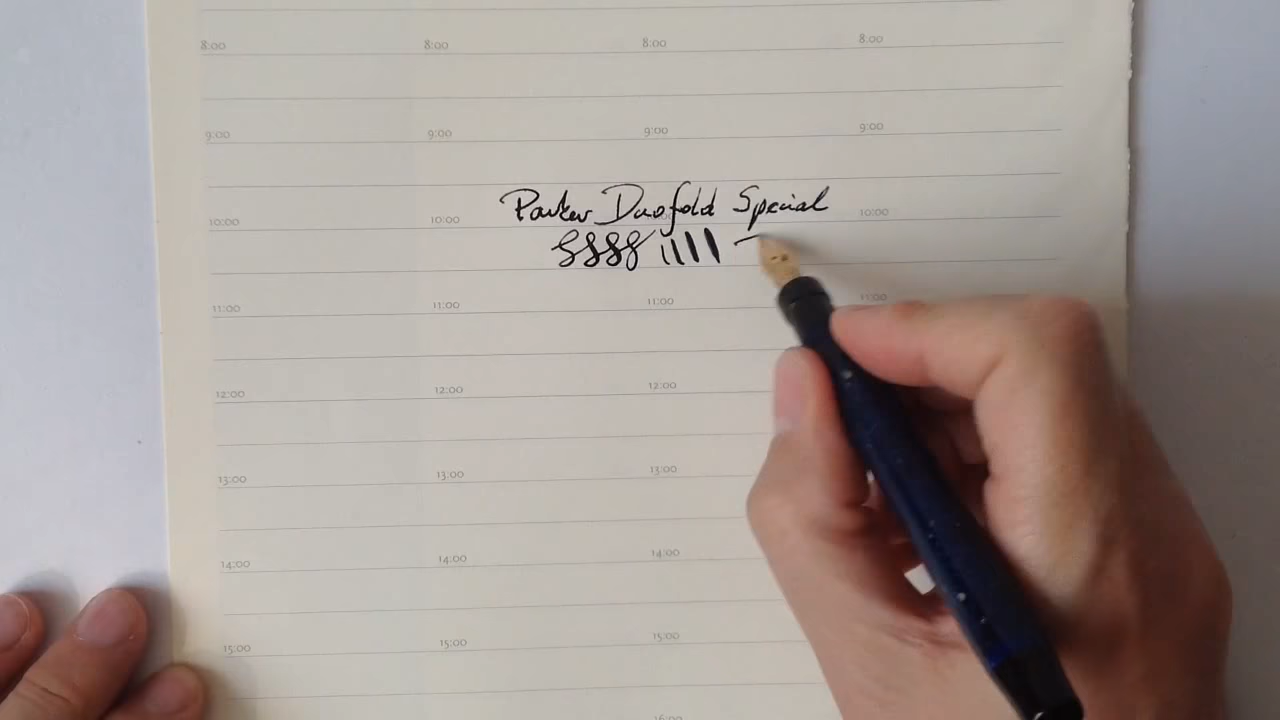 8:00 8:00 8:00 8:00
9:00 9:00 9:00 9:00
Parker Duofold Special
10:00 10:00 10:00
11:00 11:00 11:00 11:00
12:00 12:00 12:00
13:00 13:00 13:00
14:00 14:00 14:00
15:00 15:00 15:00
16:00